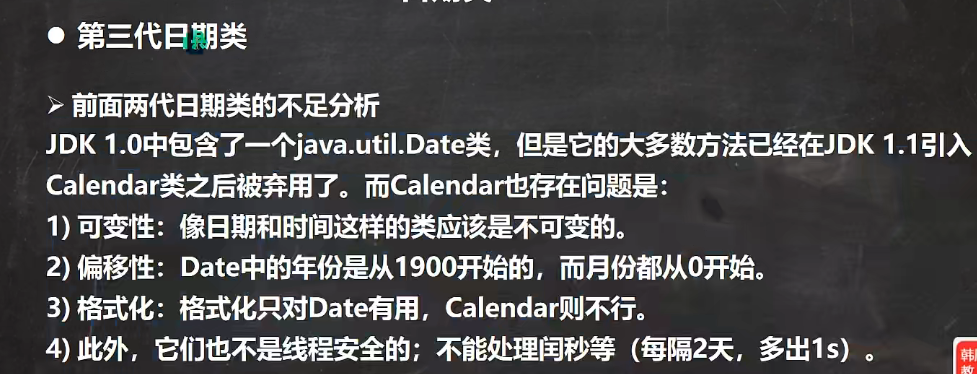 ● 第三代日期类
➢ 前面两代日期类的不足分析
JDK 1.0中包含了一个java.util.Date类，但是它的大多数方法已经在JDK 1.1引入
Calendar类之后被弃用了。而Calendar也存在问题是：
1) 可变性：像日期和时间这样的类应该是不可变的。
2) 偏移性：Date中的年份是从1900开始的，而月份都从0开始。
3) 格式化：格式化只对Date有用，Calendar则不行。
4) 此外，它们也不是线程安全的；不能处理闰秒等（每隔2天，多出1s）。